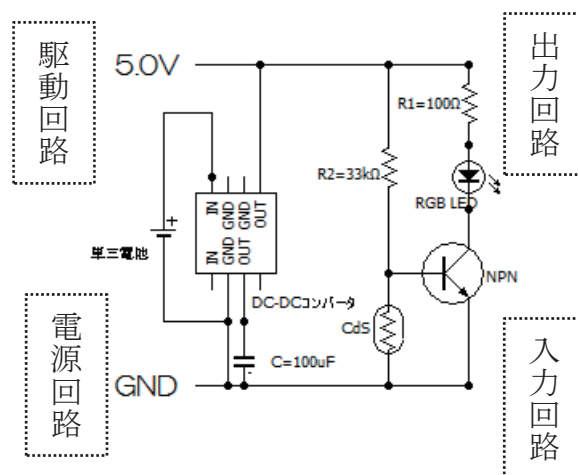 駆動回路
出力回路
5.0V
R1=100Ω
R2=33kΩ
RGB LED
IN
GND
GND
OUT
IN
GND
OUT
GND
単三電池
NPN
DC-DCコンバータ
CdS
C=100uF
GND
電源回路
入力回路